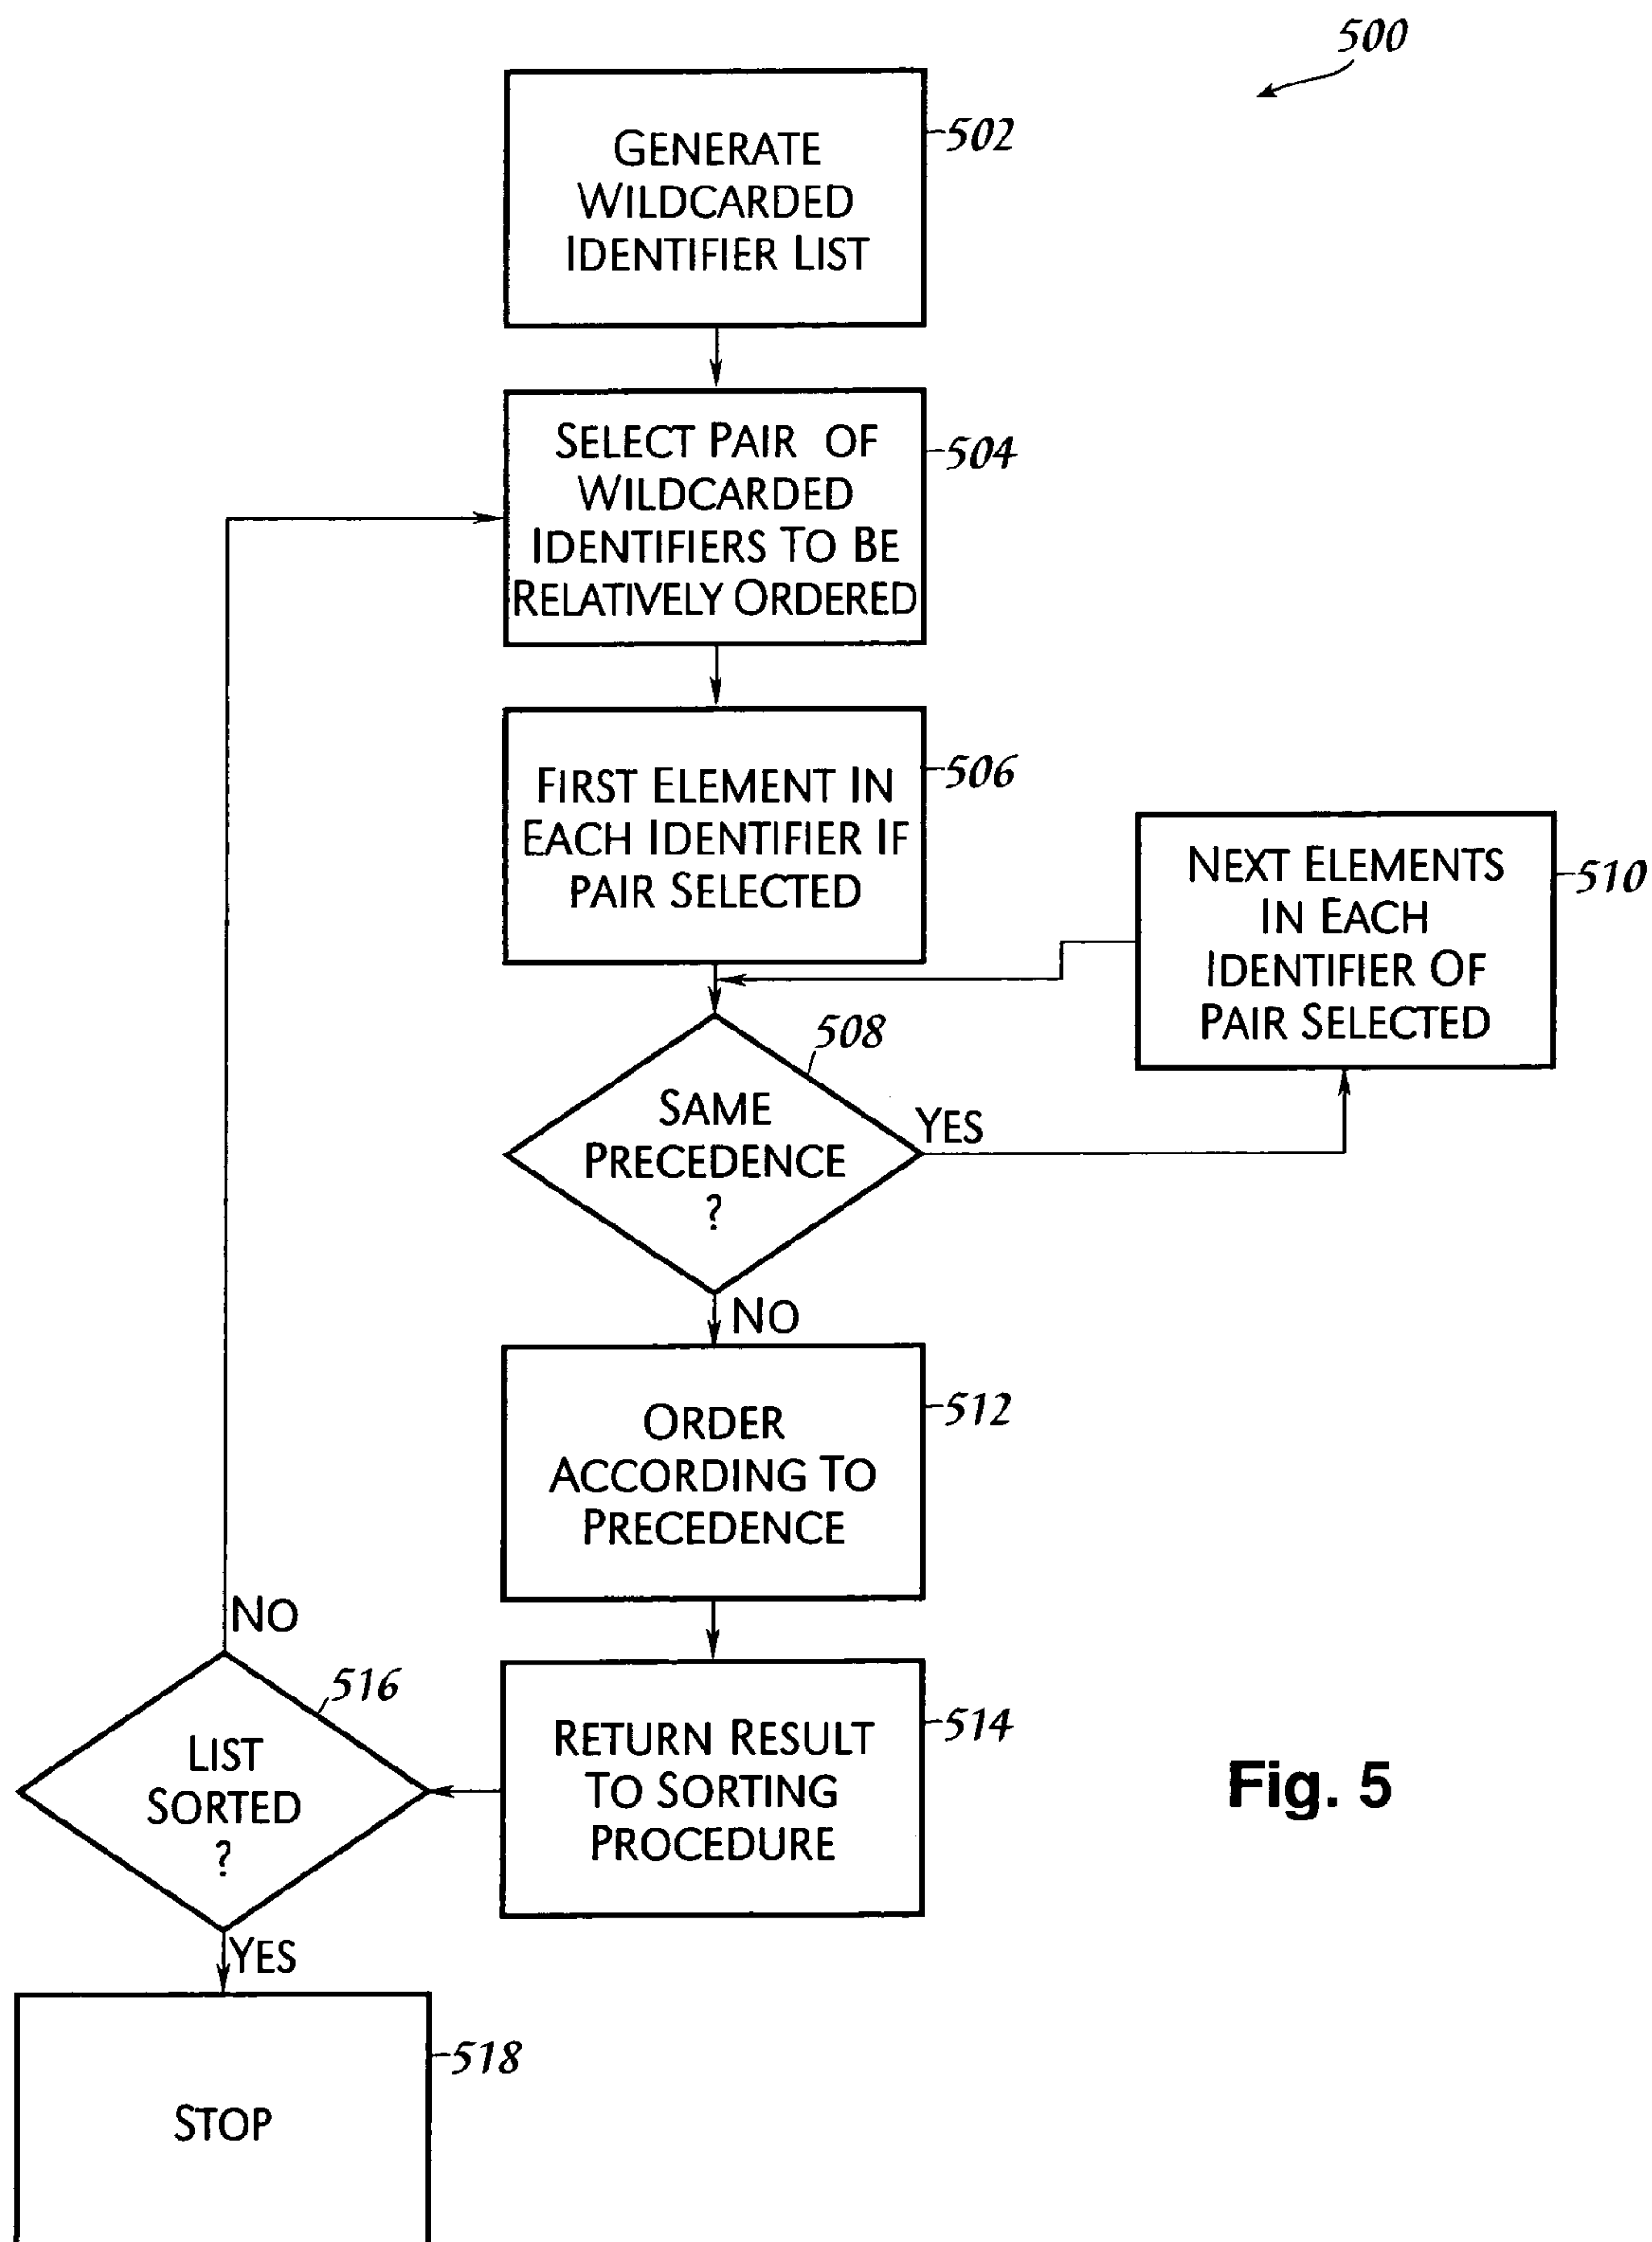 500
GENERATE
WILDCARDED
IDENTIFIER LIST
502
SELECT PAIR OF
WILDCARDED
IDENTIFIERS TO BE
RELATIVELY ORDERED
504
FIRST ELEMENT IN
EACH IDENTIFIER IF
PAIR SELECTED
506
NEXT ELEMENTS
IN EACH
IDENTIFIER OF
PAIR SELECTED
510
508
SAME
PRECEDENCE
?
YES
NO
ORDER
ACCORDING TO
PRECEDENCE
512
RETURN RESULT
TO SORTING
PROCEDURE
514
NO
516
LIST
SORTED
?
YES
STOP
518
Fig. 5